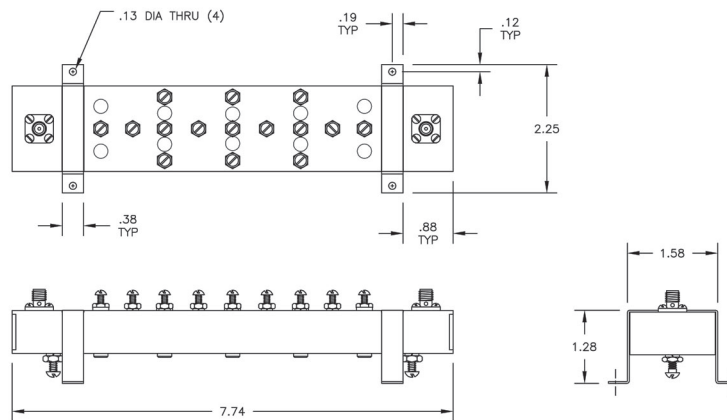 .13 DIA THRU (4)
.19
TYP
.12
TYP
2.25
.38
TYP
.88
TYP
1.58
1.28
7.74